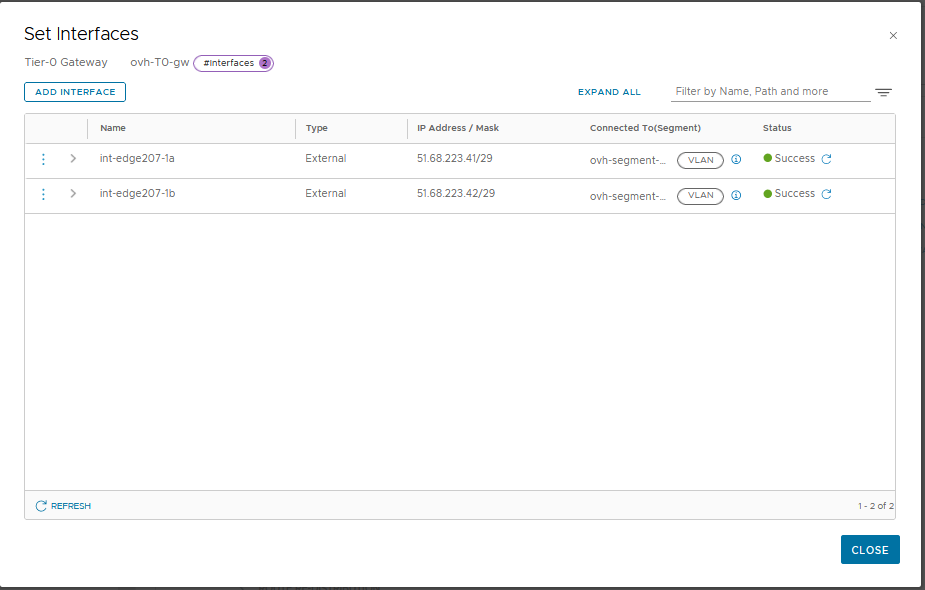 Set Interfaces
×
Tier-0 Gateway ovh-T0-gw #Interfaces 2
ADD INTERFACE EXPAND ALL Filter by Name, Path and more
Name Type IP Address / Mask Connected To(Segment) Status
int-edge207-1a External 51.68.223.41/29 ovh-segment-... VLAN Success
int-edge207-1b External 51.68.223.42/29 ovh-segment-... VLAN Success
REFRESH 1 - 2 of 2
CLOSE